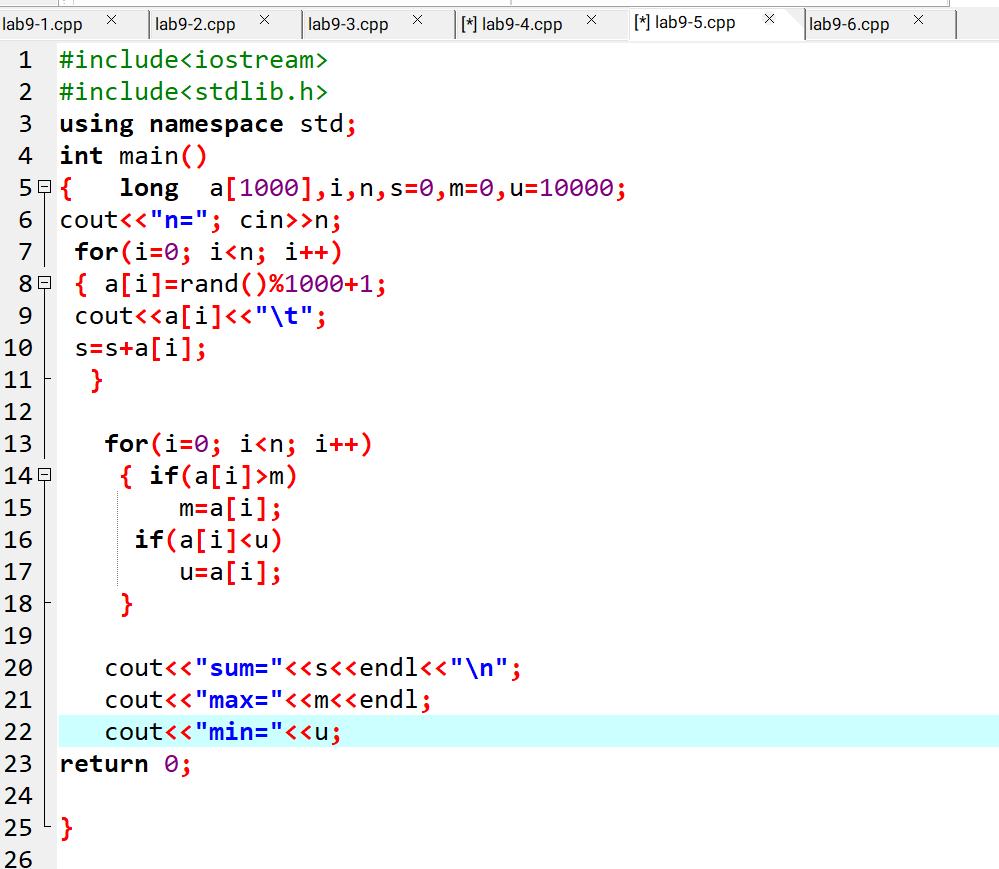 lab9-1.cpp × lab9-2.cpp × lab9-3.cpp × [*] lab9-4.cpp × [*] lab9-5.cpp × lab9-6.cpp ×
1 #include<iostream>
2 #include<stdlib.h>
3 using namespace std;
4 int main()
5 {   long  a[1000],i,n,s=0,m=0,u=10000;
6 cout<<"n="; cin>>n;
7  for(i=0; i<n; i++)
8  { a[i]=rand()%1000+1;
9  cout<<a[i]<<"\t";
10  s=s+a[i];
11   }
12
13    for(i=0; i<n; i++)
14     { if(a[i]>m)
15         m=a[i];
16      if(a[i]<u)
17         u=a[i];
18     }
19
20    cout<<"sum="<<s<<endl<<"\n";
21    cout<<"max="<<m<<endl;
22    cout<<"min="<<u;
23 return 0;
24
25 }
26